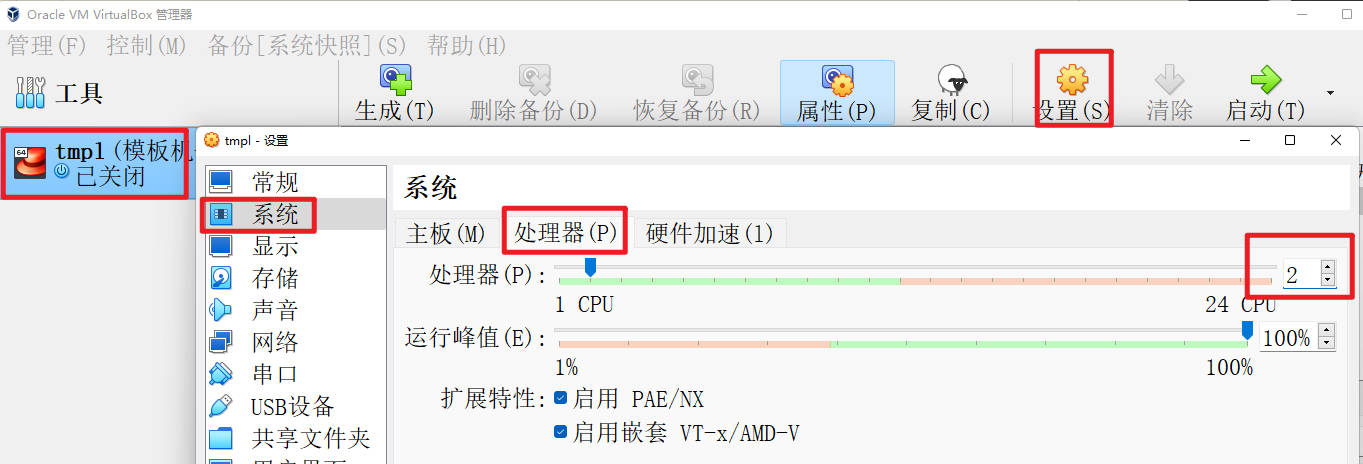 Oracle VM VirtualBox 管理器
管理(F) 控制(M) 备份[系统快照](S) 帮助(H)
工具
生成(T) 删除备份(D) 恢复备份(R) 属性(P) 复制(C) 设置(S) 清除 启动(T)
64
tmpl (模板机
已关闭
tmpl - 设置
常规
系统
显示
存储
声音
网络
串口
USB设备
共享文件夹
系统
主板(M) 处理器(P) 硬件加速(l)
处理器(P): 2
1 CPU 24 CPU
运行峰值(E): 100%
1% 100%
扩展特性: 启用 PAE/NX
启用嵌套 VT-x/AMD-V